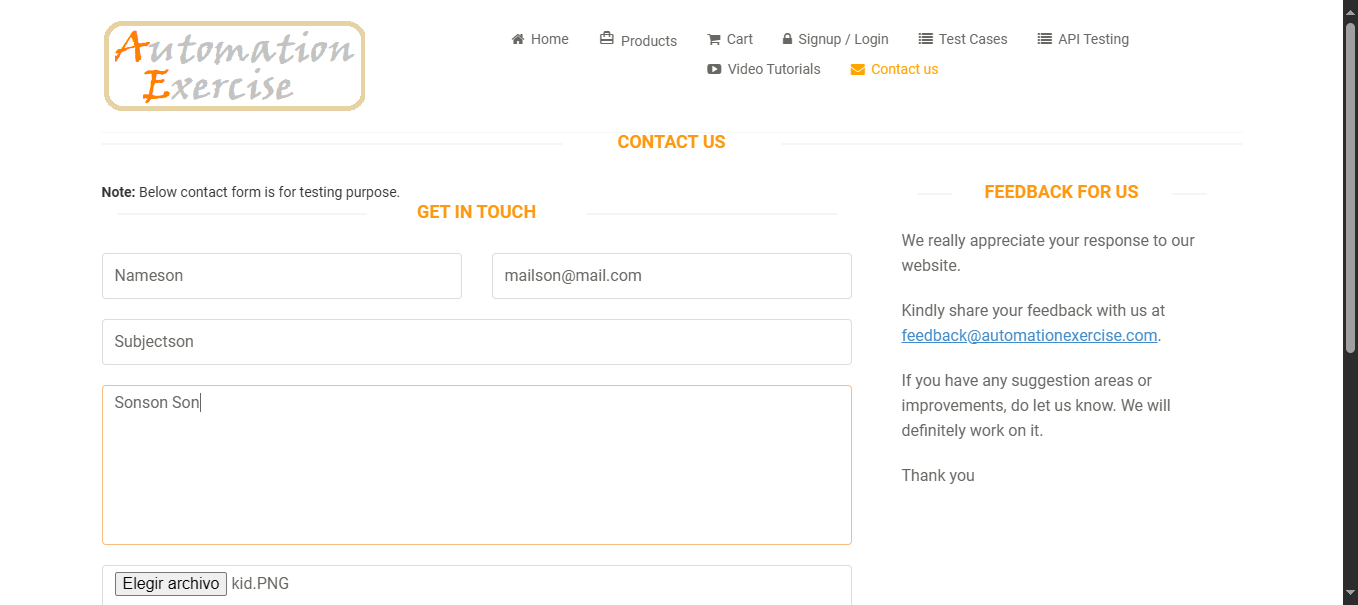 Automation
Exercise
Home
Products
Cart
Signup / Login
Test Cases
API Testing
Video Tutorials
Contact us
CONTACT US
Note: Below contact form is for testing purpose.
GET IN TOUCH
Nameson
mailson@mail.com
Subjectson
Sonson Son
Elegir archivo kid.PNG
FEEDBACK FOR US
We really appreciate your response to our
website.
Kindly share your feedback with us at
feedback@automationexercise.com.
If you have any suggestion areas or
improvements, do let us know. We will
definitely work on it.
Thank you